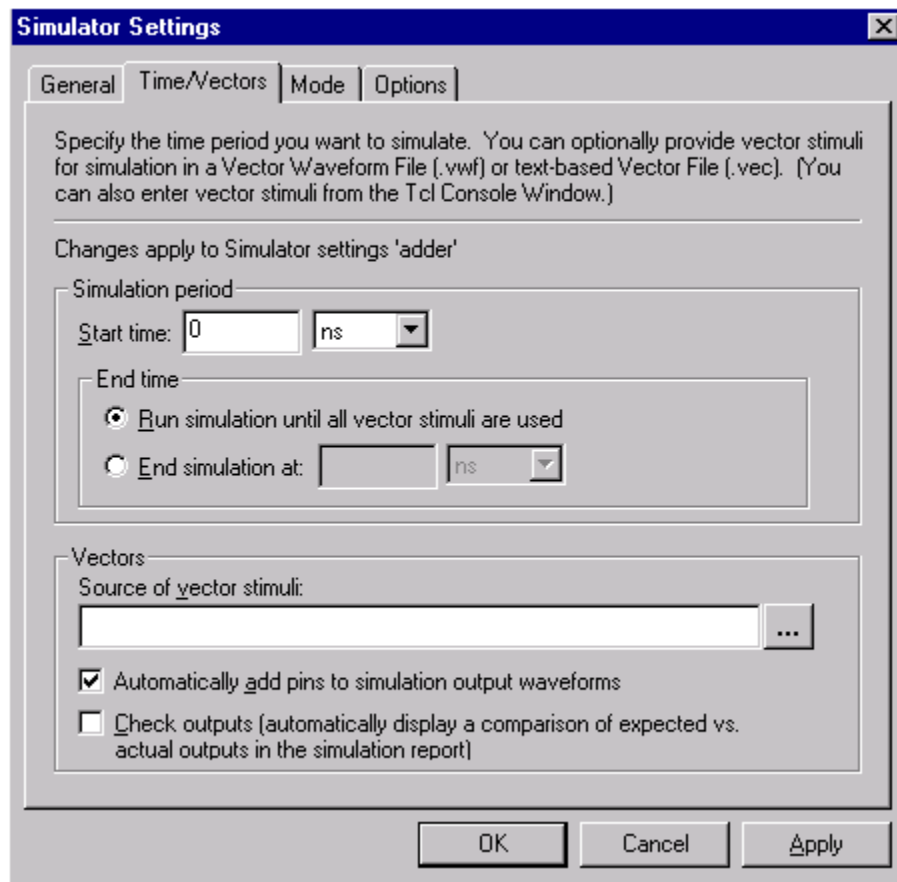 Simulator Settings
General Time/Vectors Mode Options
Specify the time period you want to simulate. You can optionally provide vector stimuli
for simulation in a Vector Waveform File (.vwf) or text-based Vector File (.vec). (You
can also enter vector stimuli from the Tcl Console Window.)
Changes apply to Simulator settings 'adder'
Simulation period
Start time: 0 ns
End time
Run simulation until all vector stimuli are used
End simulation at: ns
Vectors
Source of vector stimuli:
...
Automatically add pins to simulation output waveforms
Check outputs (automatically display a comparison of expected vs.
actual outputs in the simulation report)
OK Cancel Apply